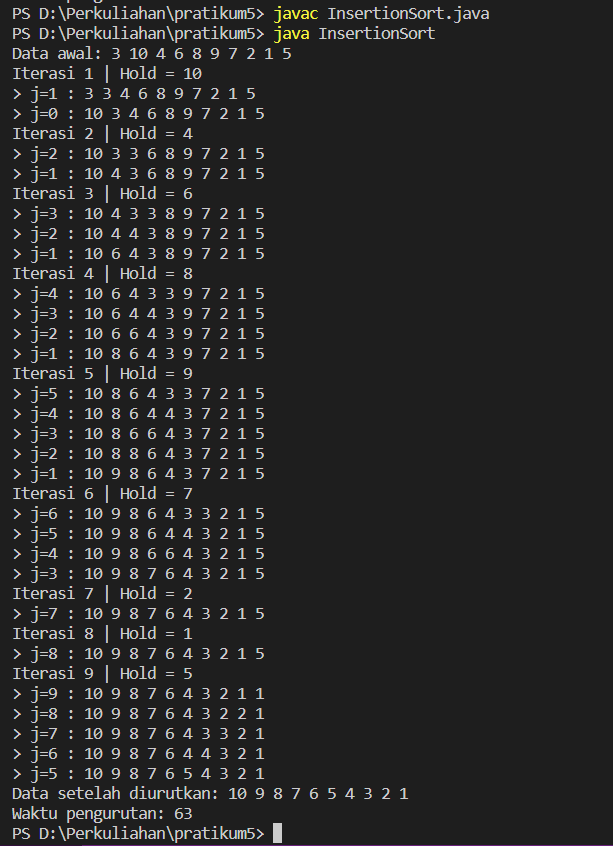 PS D:\Perkuliahan\pratikum5> javac InsertionSort.java
PS D:\Perkuliahan\pratikum5> java InsertionSort
Data awal: 3 10 4 6 8 9 7 2 1 5
Iterasi 1 | Hold = 10
> j=1 : 3 3 4 6 8 9 7 2 1 5
> j=0 : 10 3 4 6 8 9 7 2 1 5
Iterasi 2 | Hold = 4
> j=2 : 10 3 3 6 8 9 7 2 1 5
> j=1 : 10 4 3 6 8 9 7 2 1 5
Iterasi 3 | Hold = 6
> j=3 : 10 4 3 3 8 9 7 2 1 5
> j=2 : 10 4 4 3 8 9 7 2 1 5
> j=1 : 10 6 4 3 8 9 7 2 1 5
Iterasi 4 | Hold = 8
> j=4 : 10 6 4 3 3 9 7 2 1 5
> j=3 : 10 6 4 4 3 9 7 2 1 5
> j=2 : 10 6 6 4 3 9 7 2 1 5
> j=1 : 10 8 6 4 3 9 7 2 1 5
Iterasi 5 | Hold = 9
> j=5 : 10 8 6 4 3 3 7 2 1 5
> j=4 : 10 8 6 4 4 3 7 2 1 5
> j=3 : 10 8 6 6 4 3 7 2 1 5
> j=2 : 10 8 8 6 4 3 7 2 1 5
> j=1 : 10 9 8 6 4 3 7 2 1 5
Iterasi 6 | Hold = 7
> j=6 : 10 9 8 6 4 3 3 2 1 5
> j=5 : 10 9 8 6 4 4 3 2 1 5
> j=4 : 10 9 8 6 6 4 3 2 1 5
> j=3 : 10 9 8 7 6 4 3 2 1 5
Iterasi 7 | Hold = 2
> j=7 : 10 9 8 7 6 4 3 2 1 5
Iterasi 8 | Hold = 1
> j=8 : 10 9 8 7 6 4 3 2 1 5
Iterasi 9 | Hold = 5
> j=9 : 10 9 8 7 6 4 3 2 1 1
> j=8 : 10 9 8 7 6 4 3 2 2 1
> j=7 : 10 9 8 7 6 4 3 3 2 1
> j=6 : 10 9 8 7 6 4 4 3 2 1
> j=5 : 10 9 8 7 6 5 4 3 2 1
Data setelah diurutkan: 10 9 8 7 6 5 4 3 2 1
Waktu pengurutan: 63
PS D:\Perkuliahan\pratikum5>